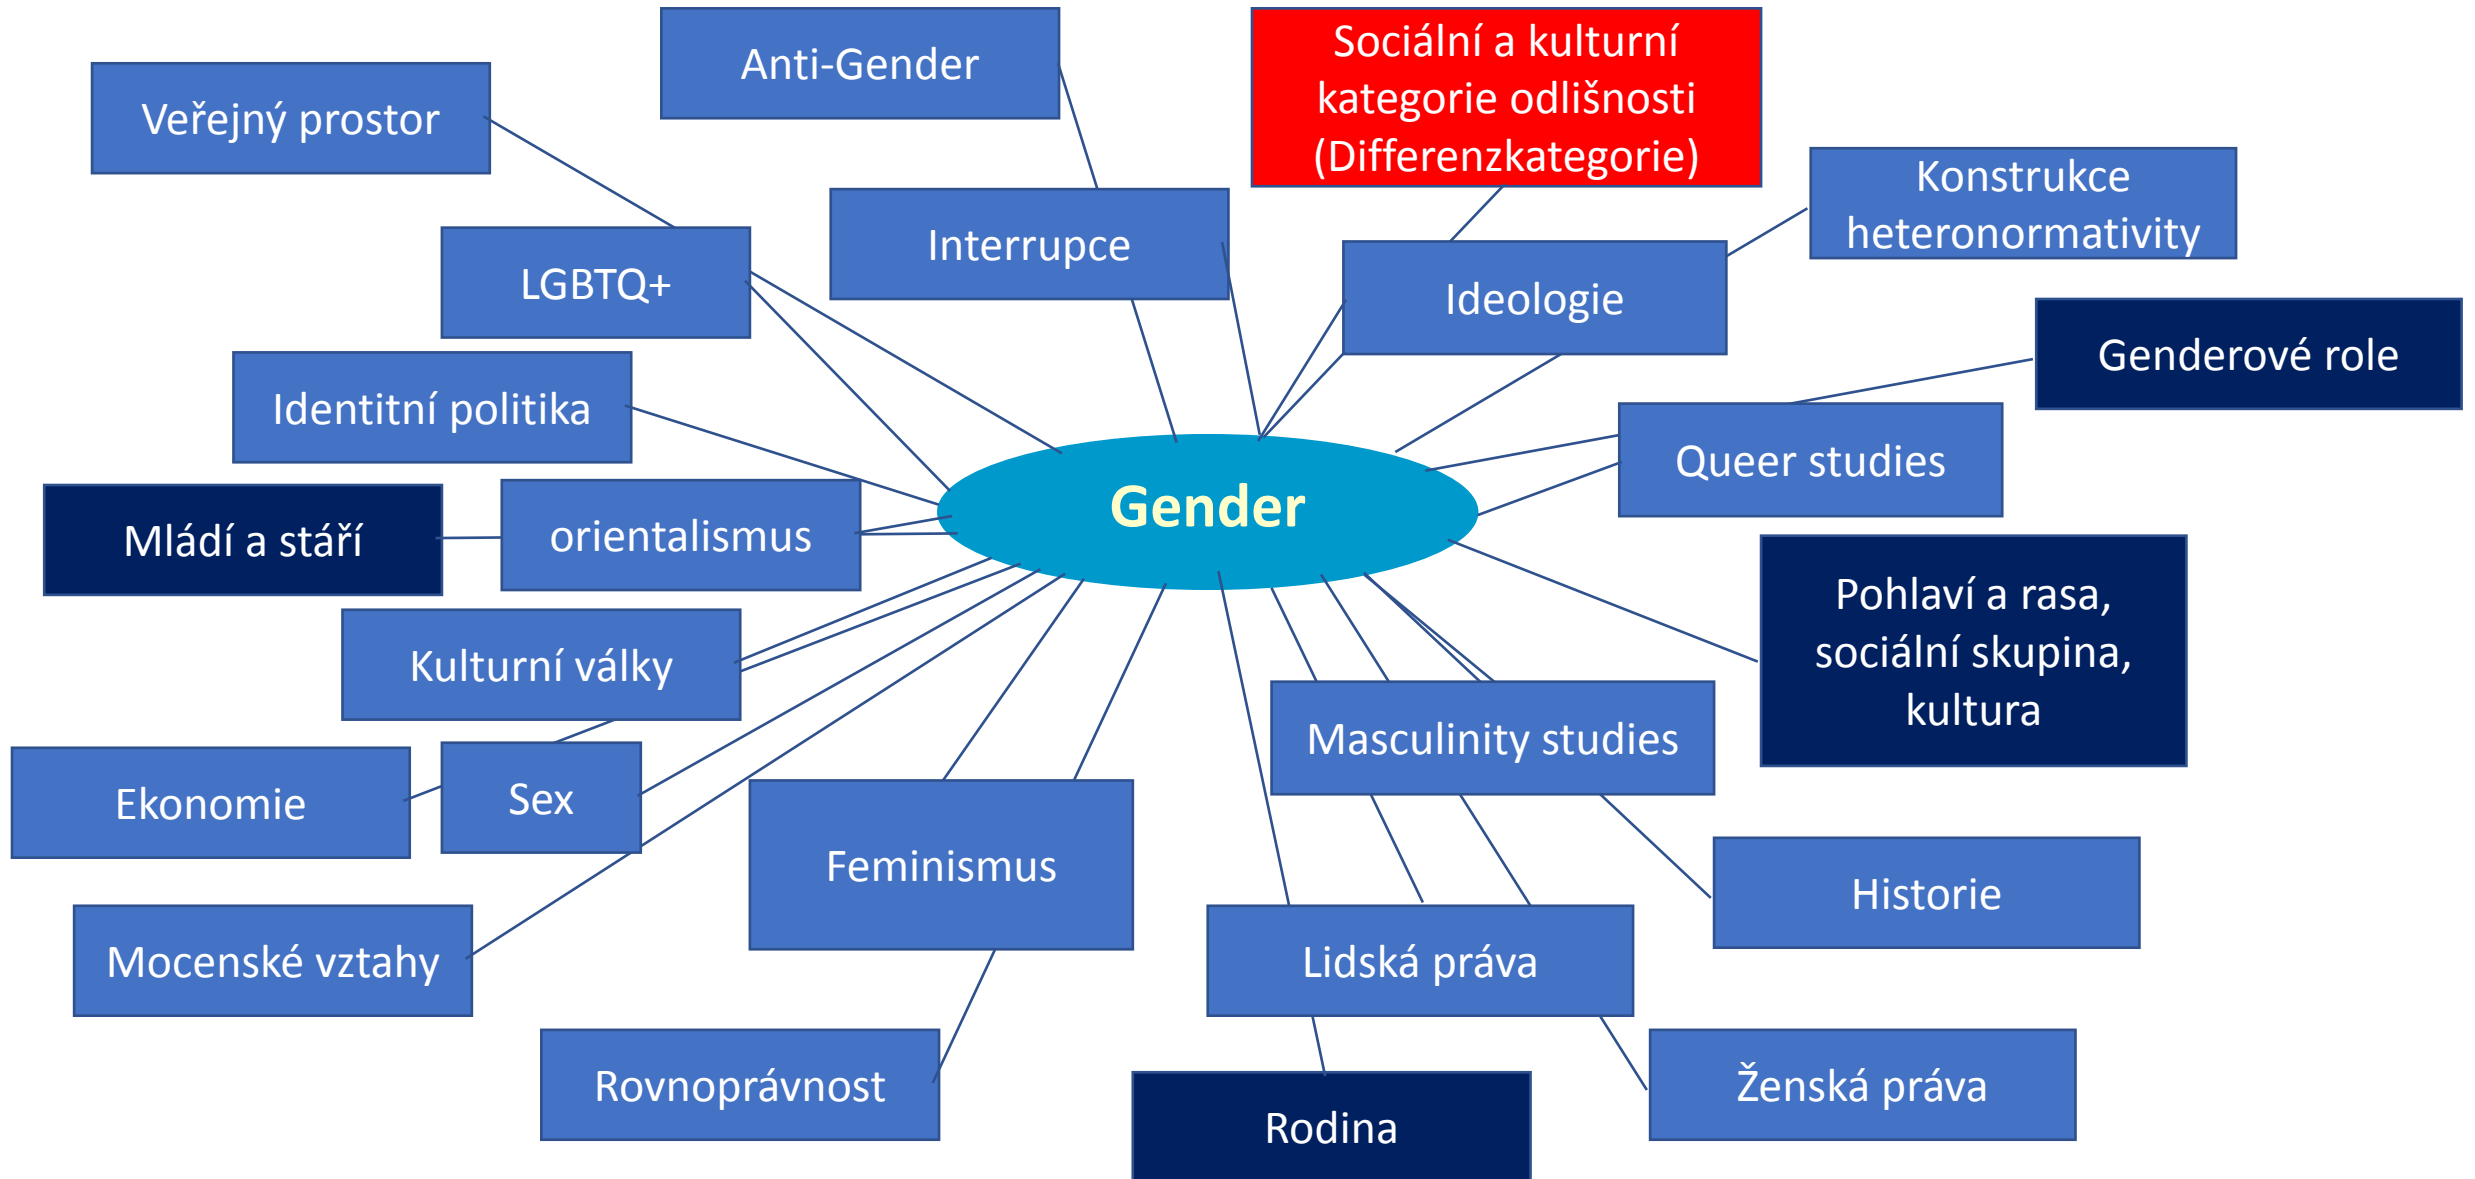 Anti-Gender
Sociální a kulturní
kategorie odlišnosti
(Differenzkategorie)
Veřejný prostor
Konstrukce
heteronormativity
Interrupce
LGBTQ+
Ideologie
Genderové role
Identitní politika
Queer studies
Gender
Mládí a stáří
orientalismus
Pohlaví a rasa,
sociální skupina,
kultura
Kulturní války
Masculinity studies
Ekonomie
Sex
Feminismus
Historie
Mocenské vztahy
Lidská práva
Rovnoprávnost
Ženská práva
Rodina